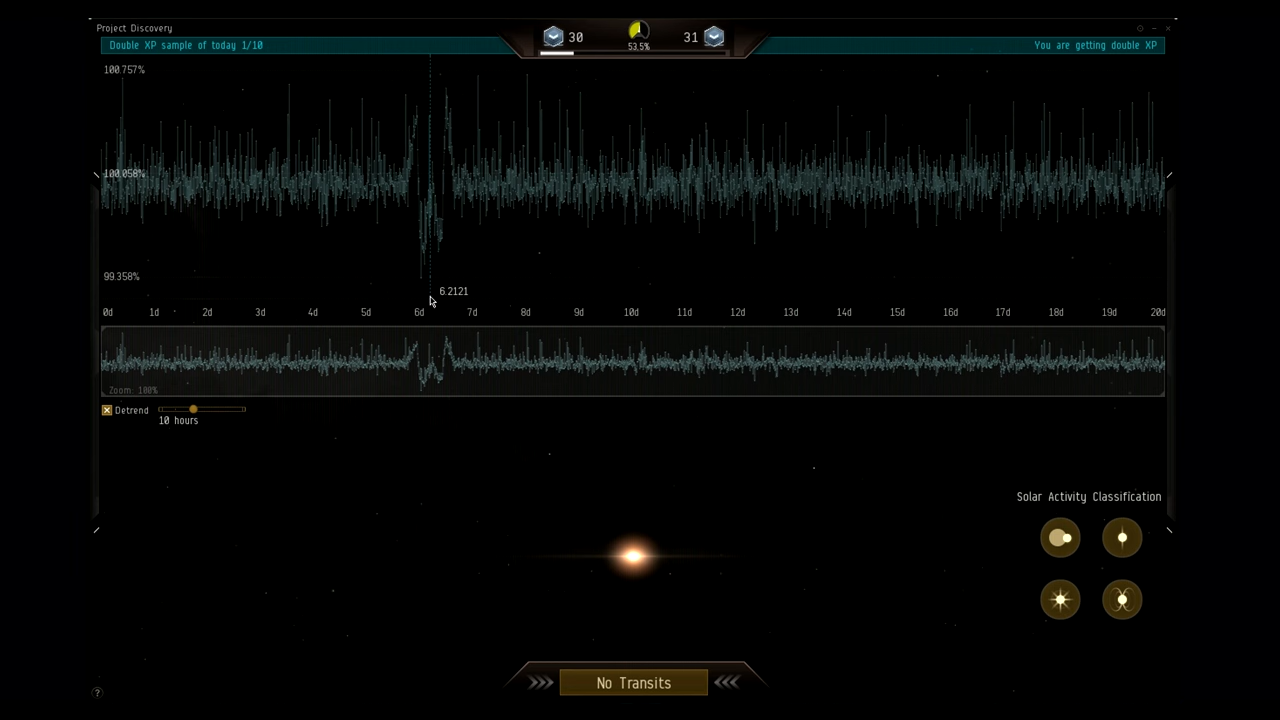 Project Discovery
Double XP sample of today 1/10
30
53,5%
31
You are getting double XP
100.757%
100.058%
99.358%
6.2121
0d 1d 2d 3d 4d 5d 6d 7d 8d 9d 10d 11d 12d 13d 14d 15d 16d 17d 18d 19d 20d
Zoom: 100%
Detrend
10 hours
Solar Activity Classification
No Transits
?